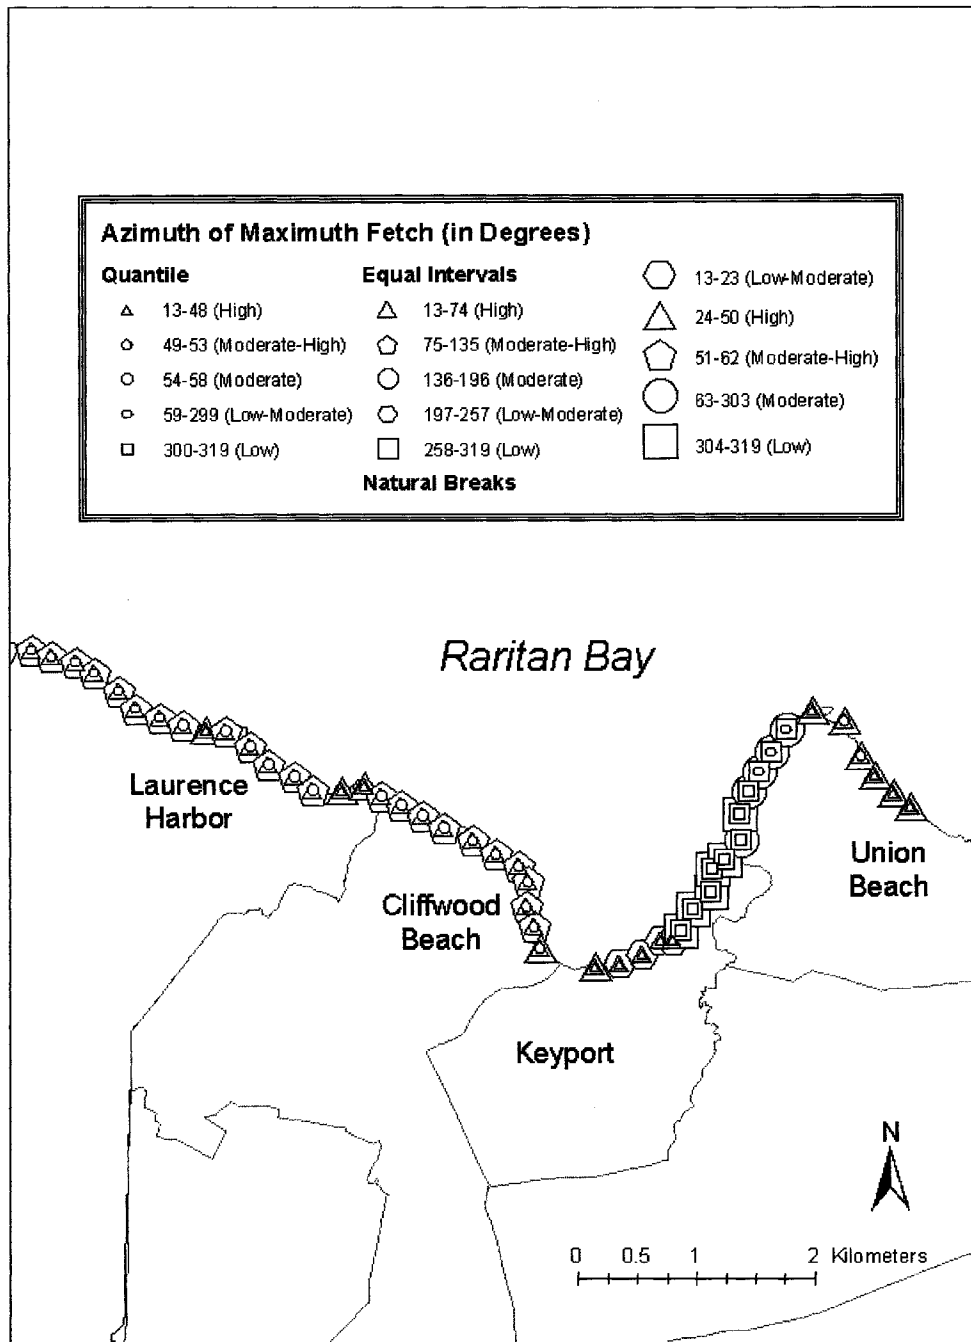 Azimuth of Maximuth Fetch (in Degrees)
Quantile
13-48 (High)
49-53 (Moderate-High)
54-58 (Moderate)
59-299 (Low-Moderate)
300-319 (Low)
Equal Intervals
13-74 (High)
75-135 (Moderate-High)
136-196 (Moderate)
197-257 (Low-Moderate)
258-319 (Low)
Natural Breaks
13-23 (Low-Moderate)
24-50 (High)
51-62 (Moderate-High)
63-303 (Moderate)
304-319 (Low)
Raritan Bay
Laurence
Harbor
Cliffwood
Beach
Union
Beach
Keyport
N
0 0.5 1 2 Kilometers